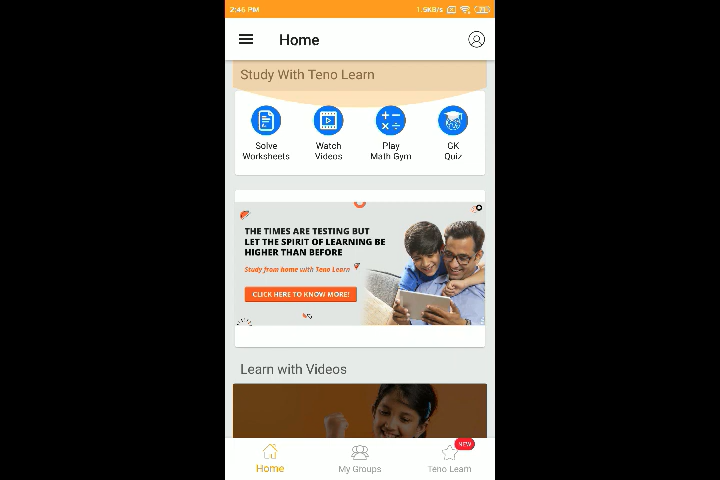 2:46 PM
1.5KB/s
Home
Study With Teno Learn
Solve
Worksheets
Watch
Videos
Play
Math Gym
GK
Quiz
THE TIMES ARE TESTING BUT
LET THE SPIRIT OF LEARNING BE
HIGHER THAN BEFORE
Study from home with Teno Learn
CLICK HERE TO KNOW MORE!
Learn with Videos
NEW
Home
My Groups
Teno Learn